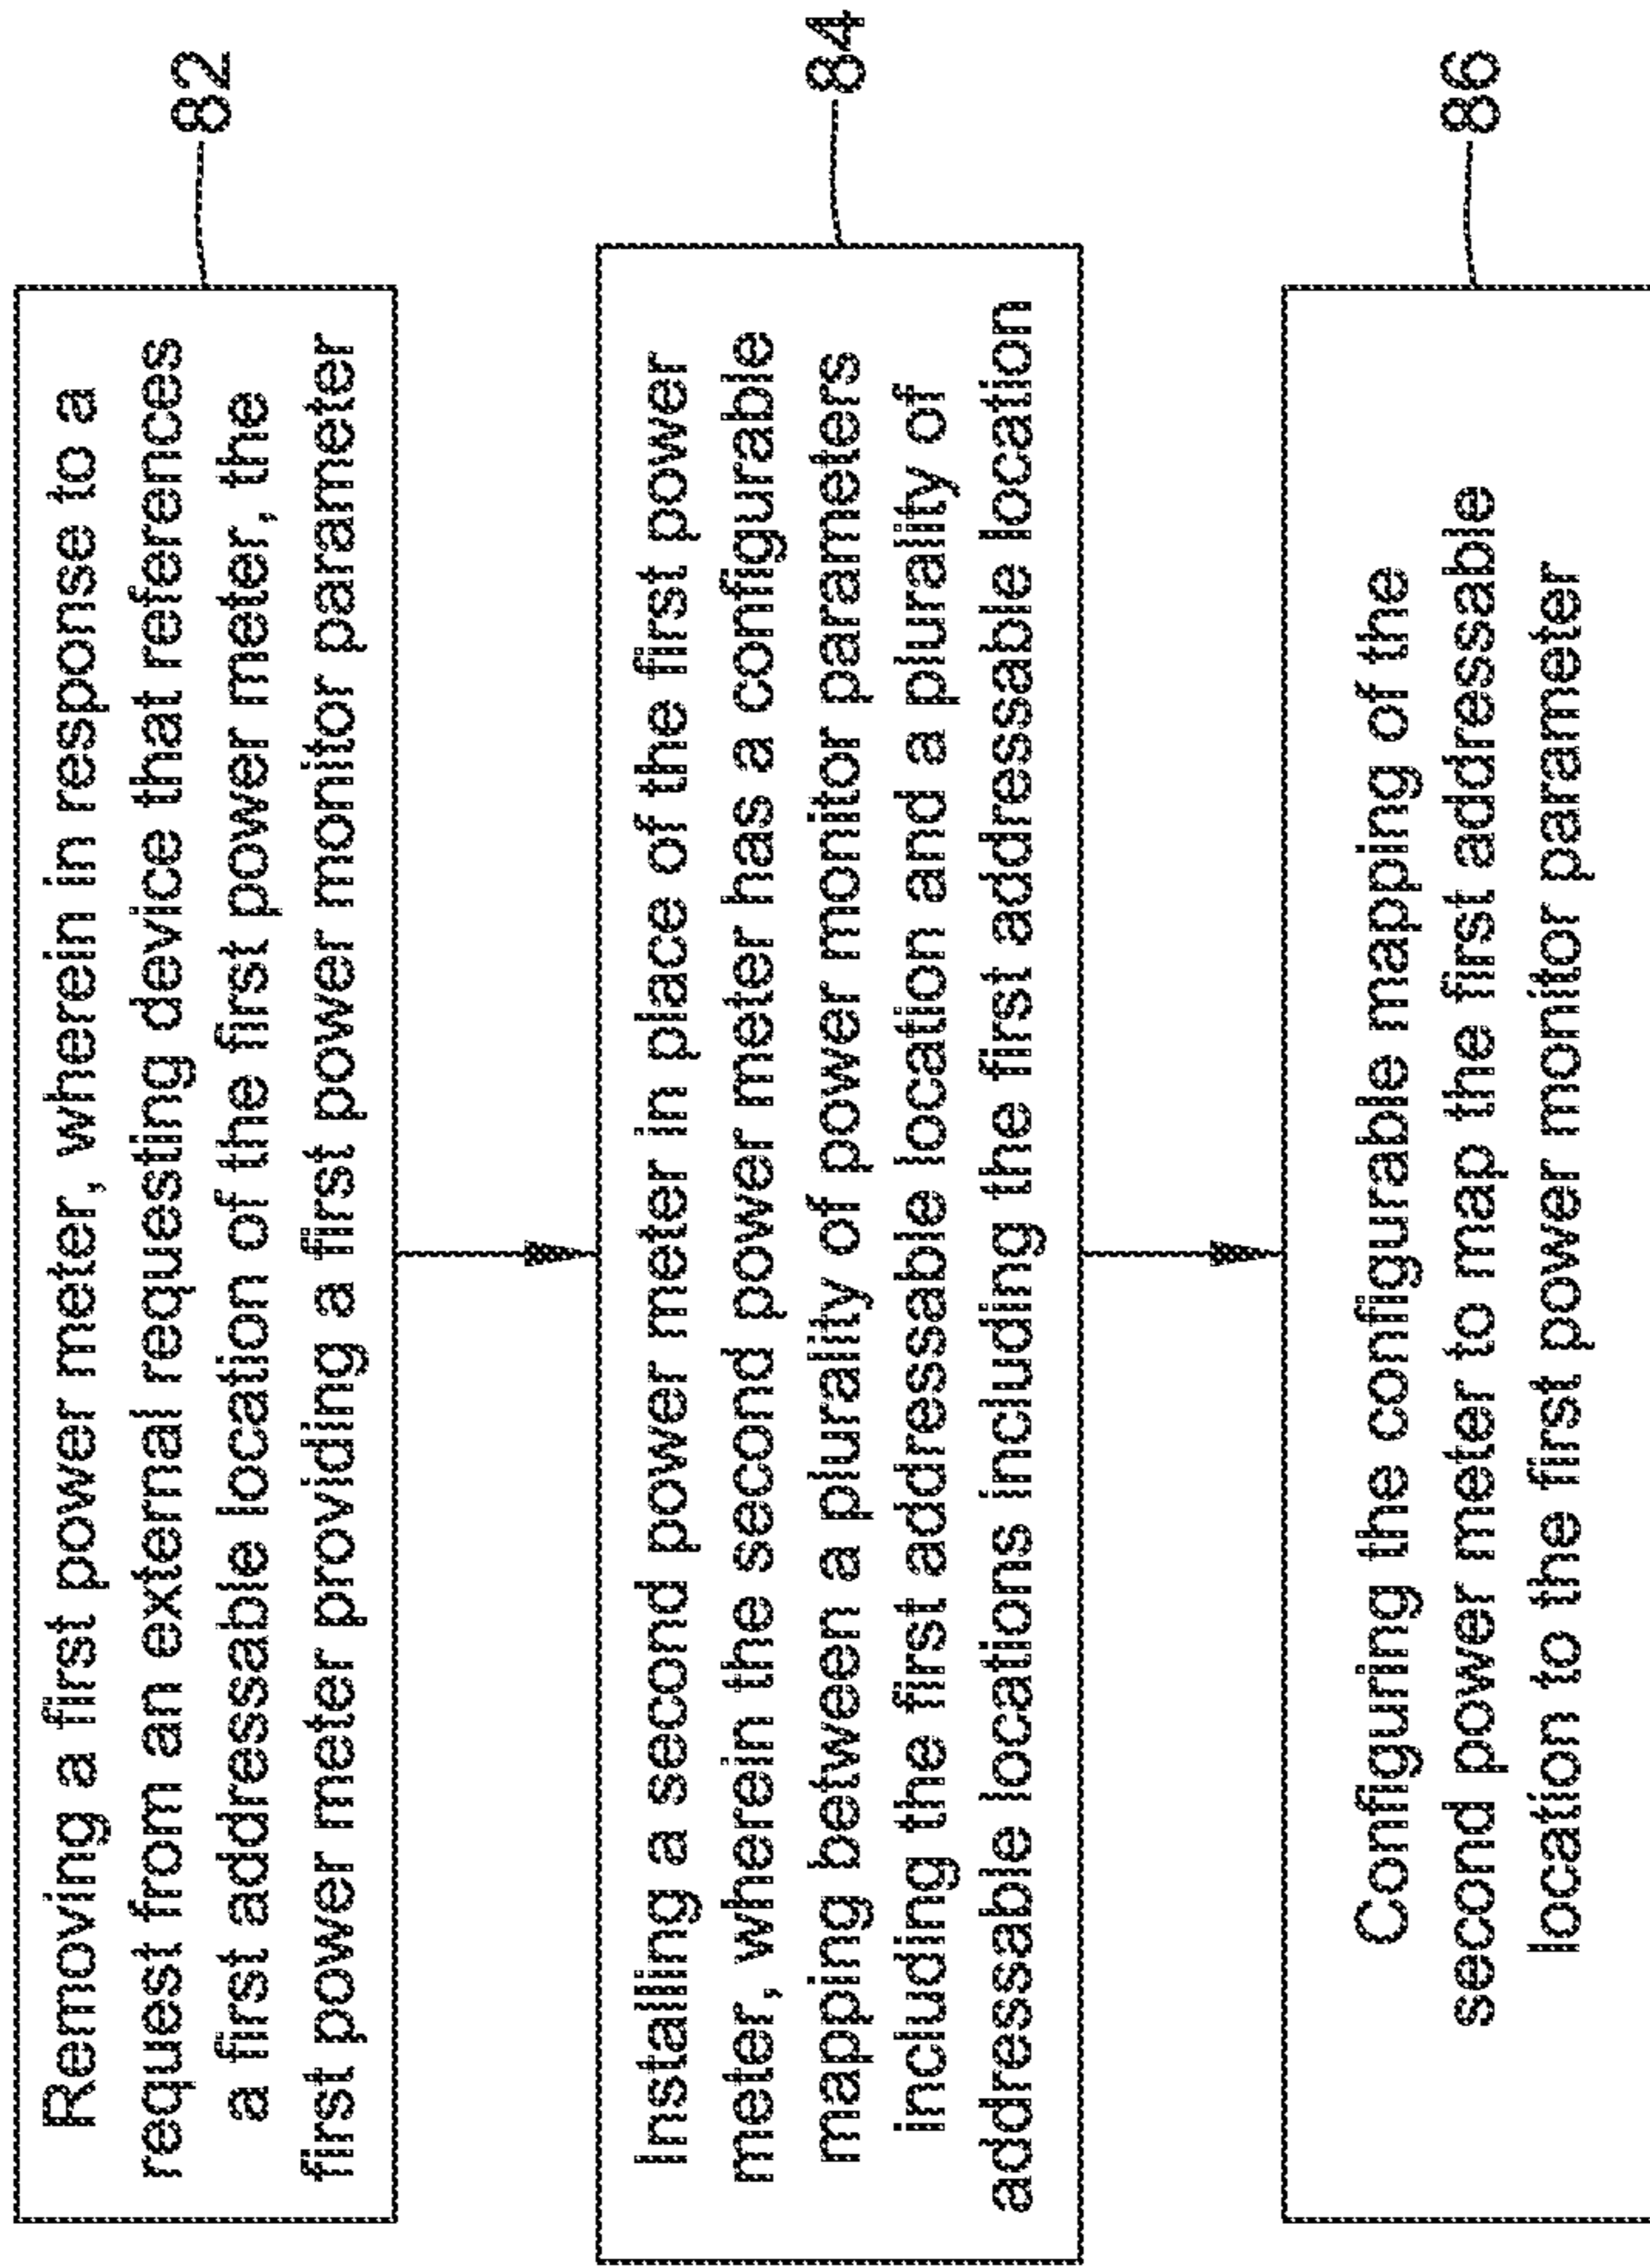 Removing a first power meter, wherein in response to a
request from an external requesting device that references
a first addressable location of the first power meter, the
first power meter providing a first power monitor parameter
82
Installing a second power meter in place of the first power
meter, wherein the second power meter has a configurable
mapping between a plurality of power monitor parameters
including the first addressable location and a plurality of
addressable locations including the first addressable location
84
Configuring the configurable mapping of the
second power meter to map the first addressable
location to the first power monitor parameter
86